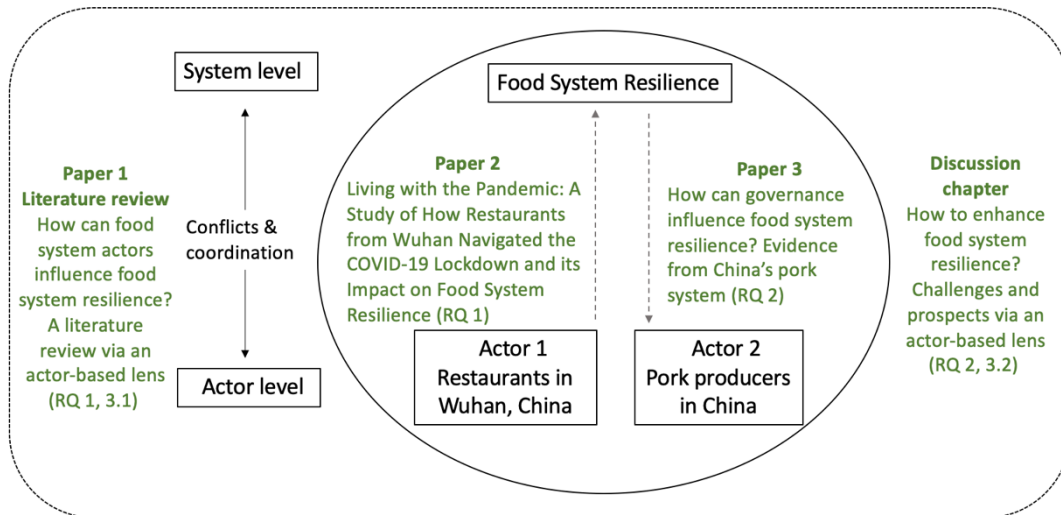 System level
Food System Resilience
Paper 1
Literature review
How can food
system actors
influence food
system resilience?
A literature
review via an
actor-based lens
(RQ 1, 3.1)
Conflicts &
coordination
Actor level
Paper 2
Living with the Pandemic: A
Study of How Restaurants
from Wuhan Navigated the
COVID-19 Lockdown and its
Impact on Food System
Resilience (RQ 1)
Paper 3
How can governance
influence food system
resilience? Evidence
from China's pork
system (RQ 2)
Actor 1
Restaurants in
Wuhan, China
Actor 2
Pork producers
in China
Discussion
chapter
How to enhance
food system
resilience?
Challenges and
prospects via an
actor-based lens
(RQ 2, 3.2)